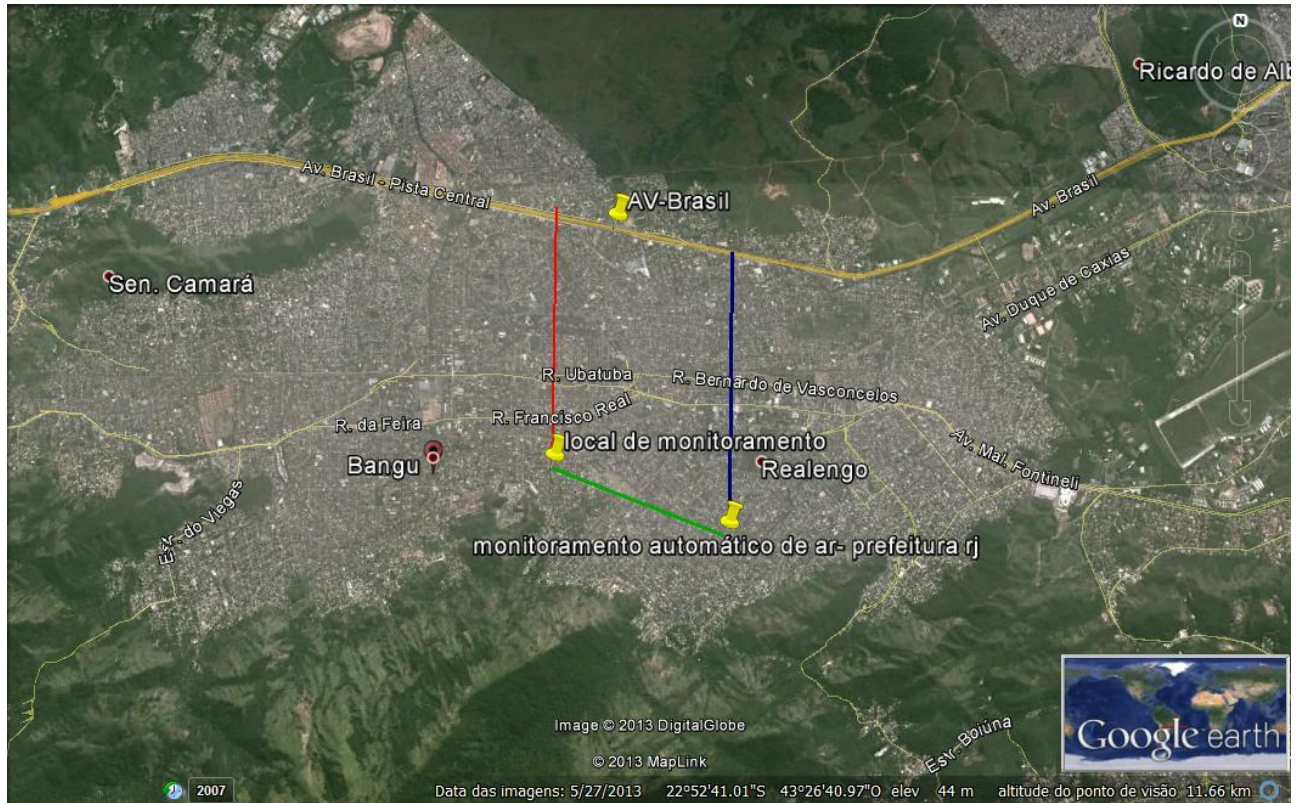 N
Ricardo de Alb
Av. Brasil - Pista Central
AV-Brasil
Av. Brasil
Sen. Camará
Av. Duque de Caxias
R. Ubatuba
R. Bernardo de Vasconcelos
R. Francisco Real
R. da Feira
local de monitoramento
Bangu
Realengo
Av. Mal. Fontineli
Estr. do Viegas
monitoramento automático de ar- prefeitura rj
Image © 2013 DigitalGlobe
© 2013 MapLink
Estr. Boiúna
Google earth
2007
Data das imagens: 5/27/2013 22°52'41.01"S 43°26'40.97"O elev 44 m altitude do ponto de visão 11.66 km